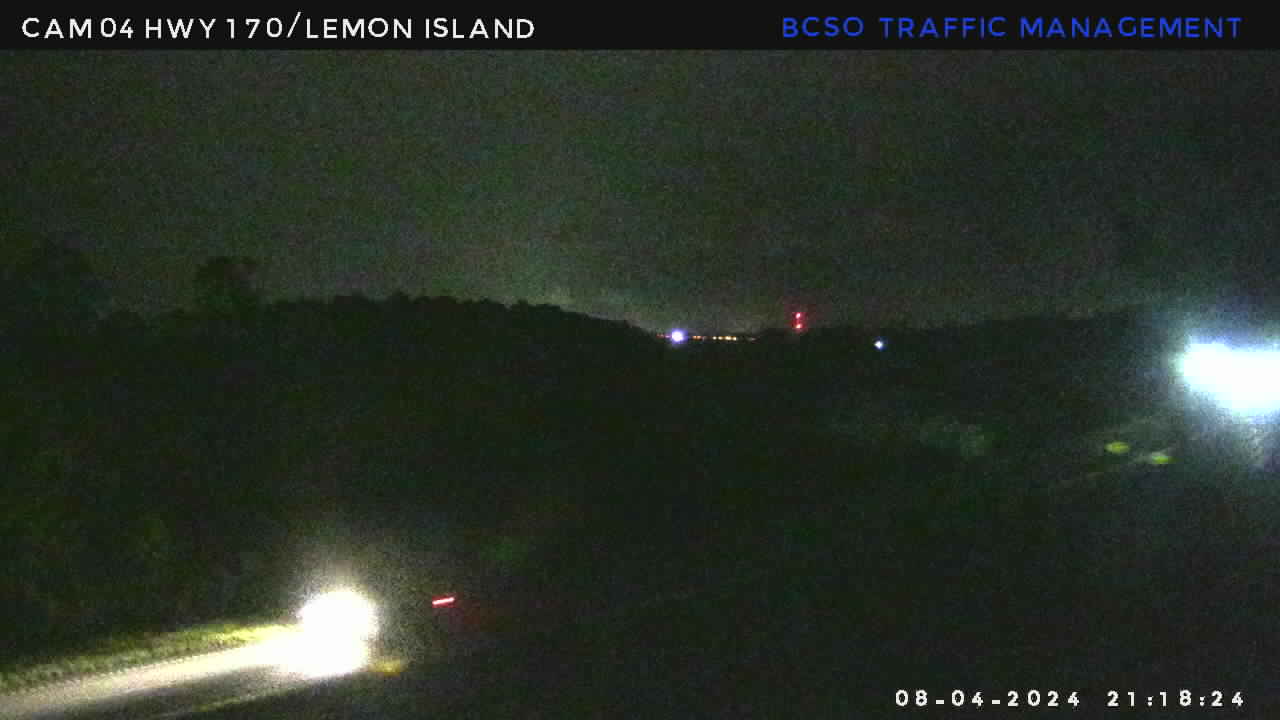 CAM04 HWY 170/LEMON ISLAND
BCSO TRAFFIC MANAGEMENT
08-04-2024 21:18:24